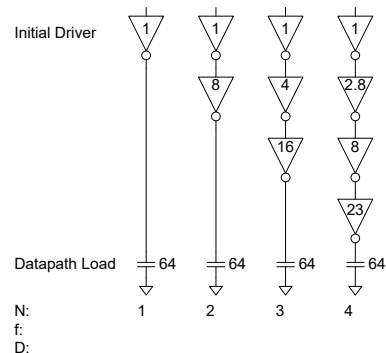 Initial Driver 1 1 1 1
8 4 2.8
16 8
23
Datapath Load 64 64 64 64
N: 1 2 3 4
f:
D: